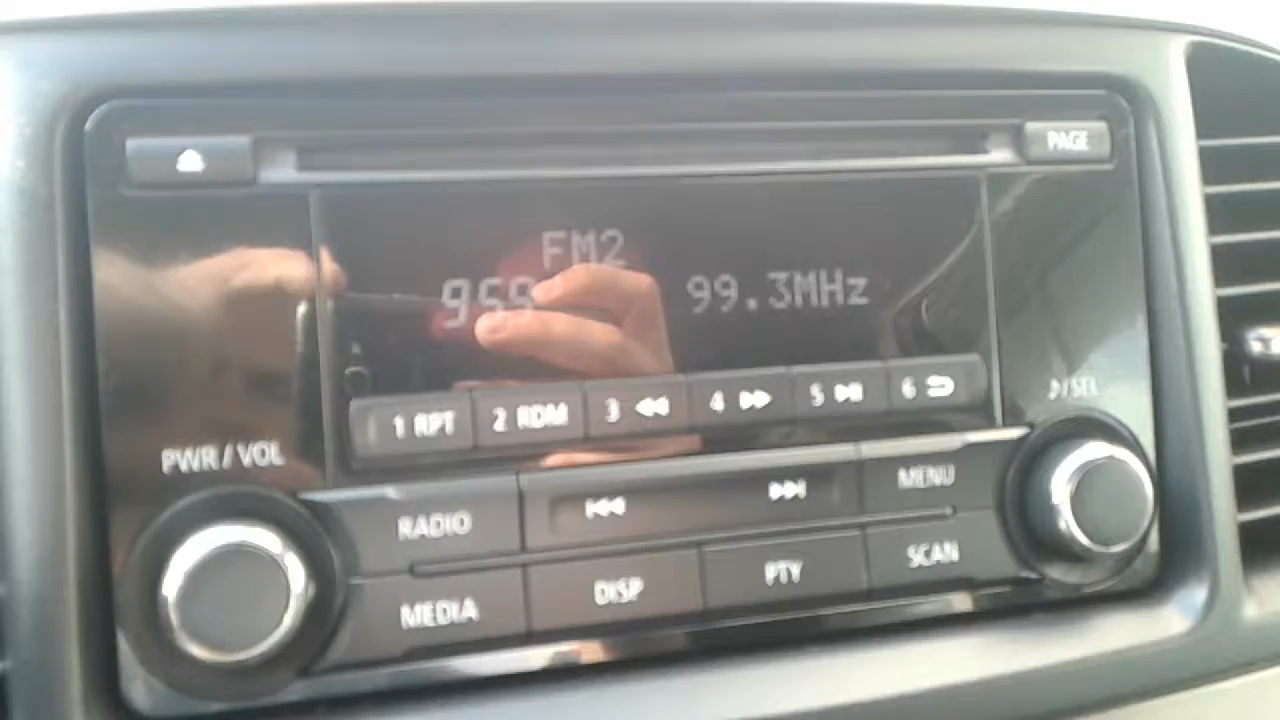 PAGE
FM2
959 99.3MHz
1 RPT 2 RDM 3 4 5 6
PWR / VOL
♪/SEL
RADIO MENU
MEDIA DISP PTY SCAN